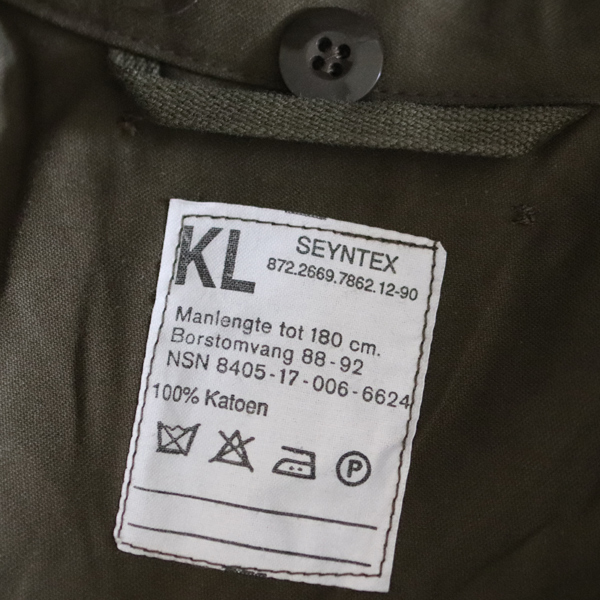 KL SEYNTEX
872.2669.7862.12-90
Manlengte tot 180 cm.
Borstomvang 88-92
NSN 8405-17-006-6624
100% Katoen
P